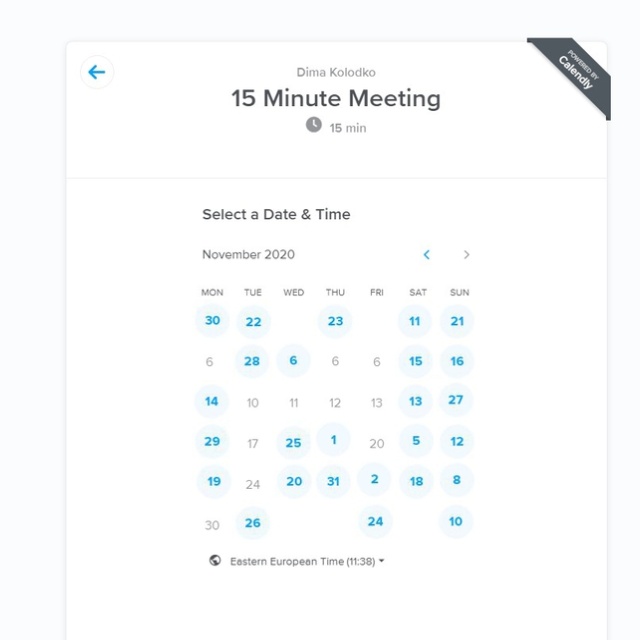 Dima Kolodko
15 Minute Meeting
15 min
POWERED BY
Calendly
Select a Date & Time
November 2020
MON TUE WED THU FRI SAT SUN
30 22 23 11 21
6 28 6 6 6 15 16
14 10 11 12 13 13 27
29 17 25 1 20 5 12
19 24 20 31 2 18 8
30 26 24 10
Eastern European Time (11:38)